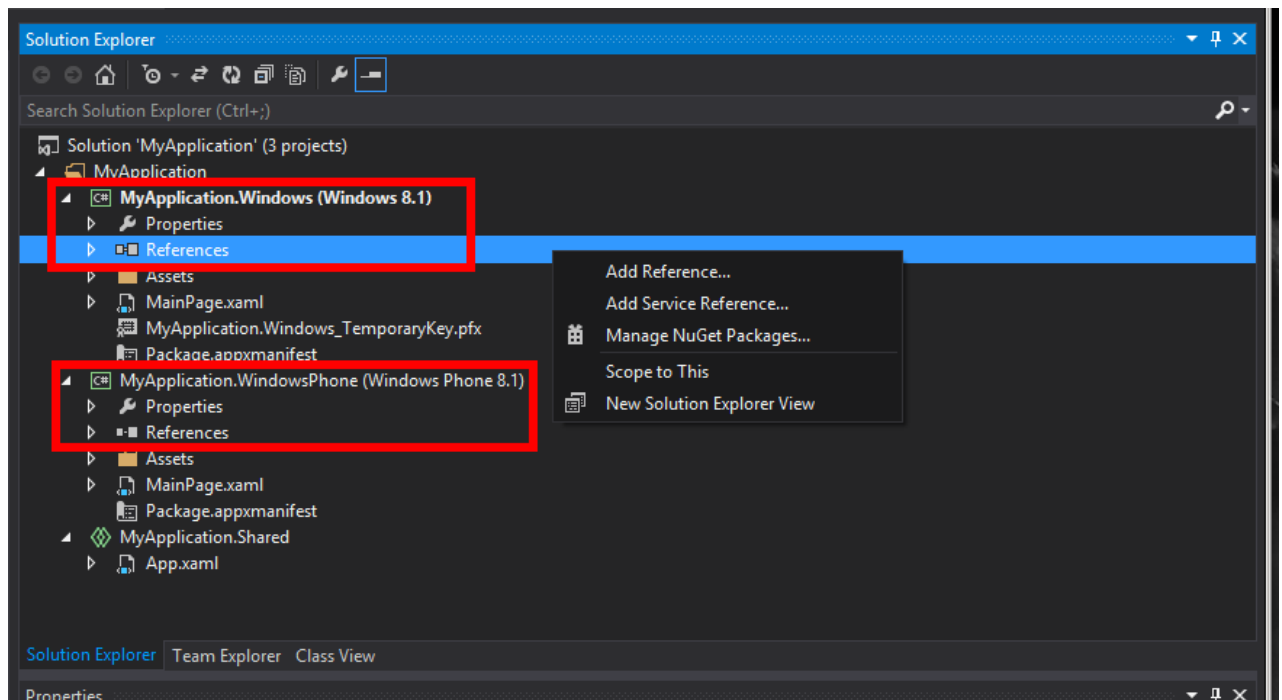 Solution Explorer
Search Solution Explorer (Ctrl+;)
Solution 'MyApplication' (3 projects)
MyApplication
C# MyApplication.Windows (Windows 8.1)
Properties
References
Add Reference...
Assets
Add Service Reference...
MainPage.xaml
MyApplication.Windows_TemporaryKey.pfx
Manage NuGet Packages...
Package.appxmanifest
Scope to This
C# MyApplication.WindowsPhone (Windows Phone 8.1)
New Solution Explorer View
Properties
References
Assets
MainPage.xaml
Package.appxmanifest
MyApplication.Shared
App.xaml
Solution Explorer Team Explorer Class View
Properties